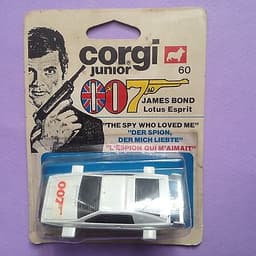 corgi
junior
60
007
JAMES BOND
Lotus Esprit
"THE SPY WHO LOVED ME"
"DER SPION,
DER MICH LIEBTE"
"L'ESPION QUI M'AIMAIT"
007